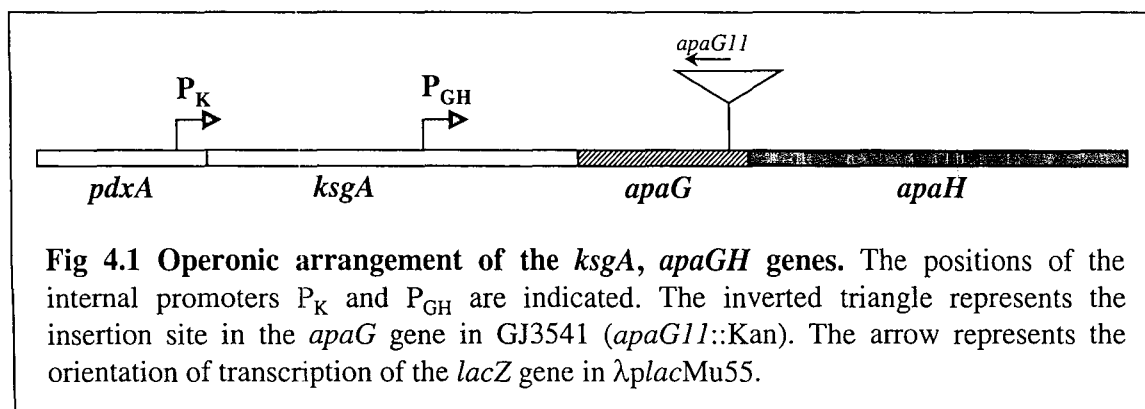 apaG11
P_K P_GH
pdxA ksgA apaG apaH
Fig 4.1 Operonic arrangement of the ksgA, apaGH genes. The positions of the
internal promoters P_K and P_GH are indicated. The inverted triangle represents the
insertion site in the apaG gene in GJ3541 (apaG11::Kan). The arrow represents the
orientation of transcription of the lacZ gene in λplacMu55.